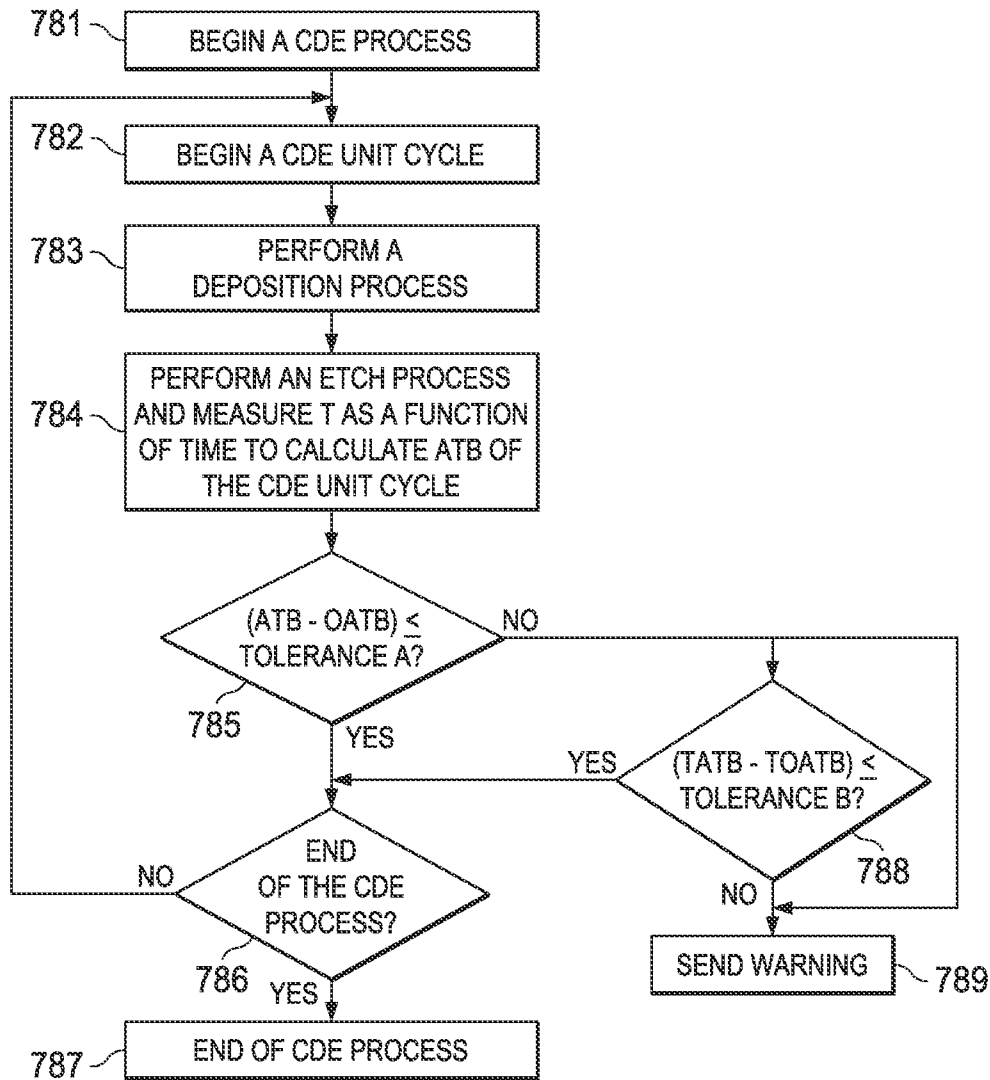 781
BEGIN A CDE PROCESS
782
BEGIN A CDE UNIT CYCLE
783
PERFORM A
DEPOSITION PROCESS
784
PERFORM AN ETCH PROCESS
AND MEASURE T AS A FUNCTION
OF TIME TO CALCULATE ATB OF
THE CDE UNIT CYCLE
(ATB - OATB) ≤
TOLERANCE A?
NO
785
YES
(TATB - TOATB) ≤
TOLERANCE B?
YES
788
NO
END
OF THE CDE
PROCESS?
NO
786
YES
SEND WARNING
789
END OF CDE PROCESS
787